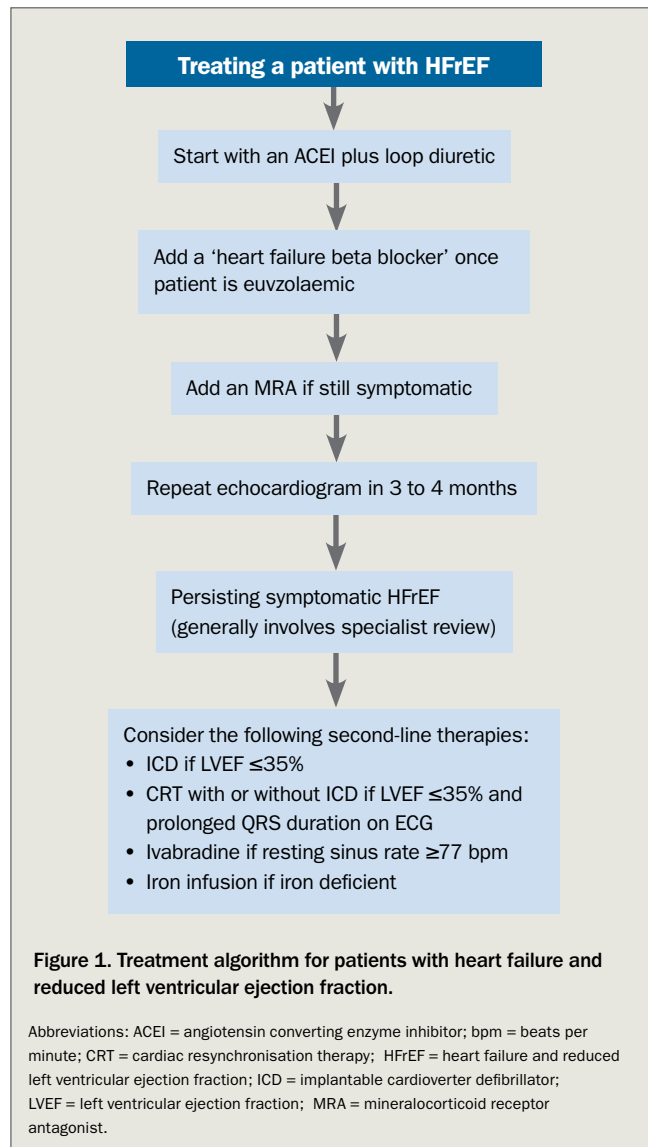 Treating a patient with HFrEF
Start with an ACEI plus loop diuretic
Add a ‘heart failure beta blocker’ once
patient is euvzolaemic
Add an MRA if still symptomatic
Repeat echocardiogram in 3 to 4 months
Persisting symptomatic HFrEF
(generally involves specialist review)
Consider the following second-line therapies:
• ICD if LVEF ≤35%
• CRT with or without ICD if LVEF ≤35% and
prolonged QRS duration on ECG
• Ivabradine if resting sinus rate ≥77 bpm
• Iron infusion if iron deficient
Figure 1. Treatment algorithm for patients with heart failure and
reduced left ventricular ejection fraction.
Abbreviations: ACEI = angiotensin converting enzyme inhibitor; bpm = beats per
minute; CRT = cardiac resynchronisation therapy; HFrEF = heart failure and reduced
left ventricular ejection fraction; ICD = implantable cardioverter defibrillator;
LVEF = left ventricular ejection fraction; MRA = mineralocorticoid receptor
antagonist.